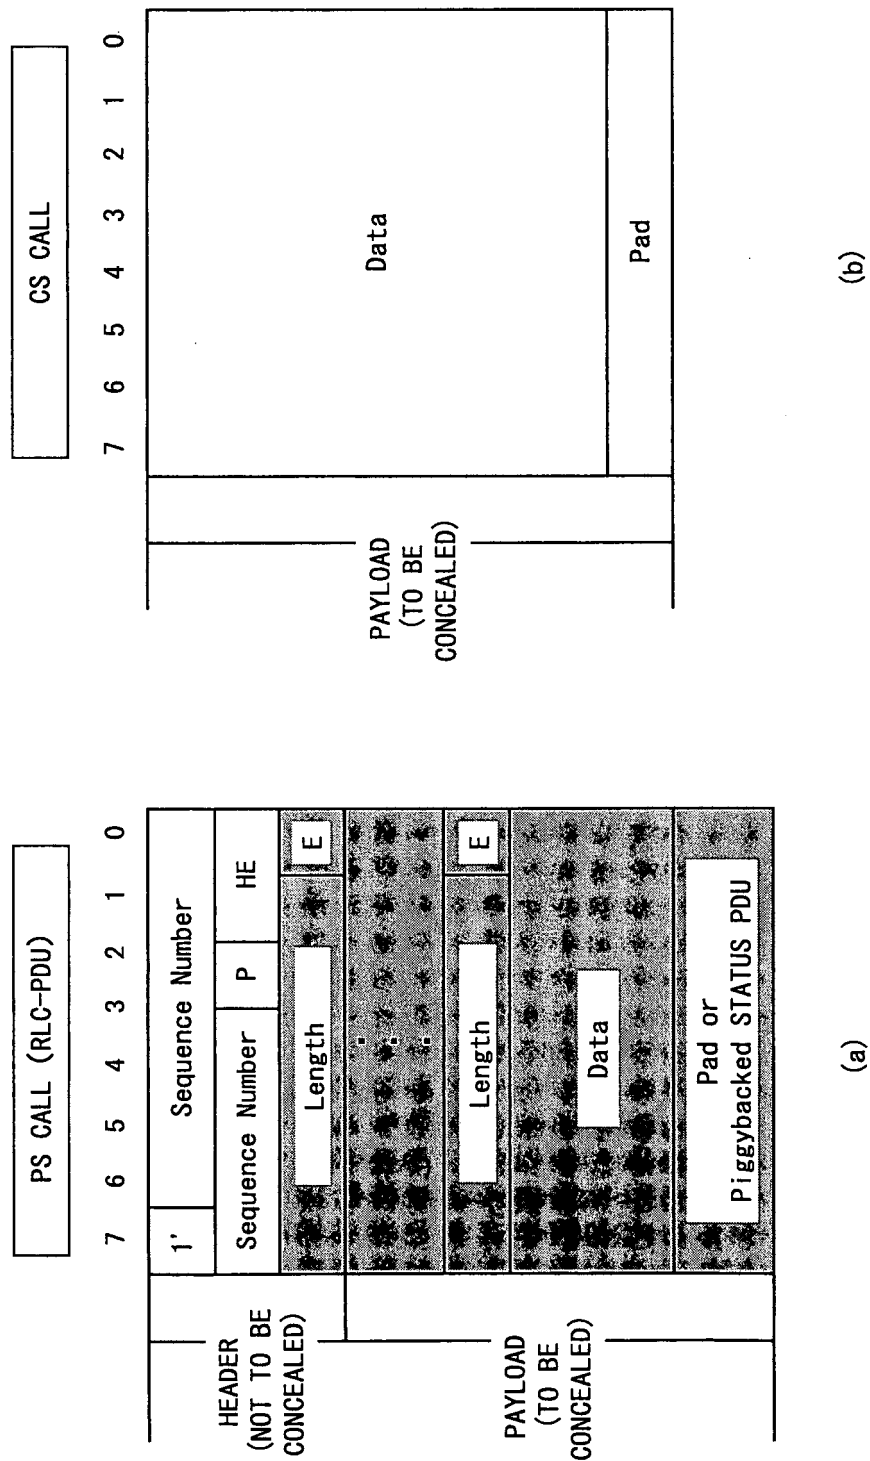 PS CALL (RLC-PDU)
7 6 5 4 3 2 1 0
1' Sequence Number
Sequence Number P HE
Length E
Length E
Data
Pad or
Piggybacked STATUS PDU
HEADER
(NOT TO BE
CONCEALED)
PAYLOAD
(TO BE
CONCEALED)
(a)
CS CALL
7 6 5 4 3 2 1 0
Data
Pad
PAYLOAD
(TO BE
CONCEALED)
(b)